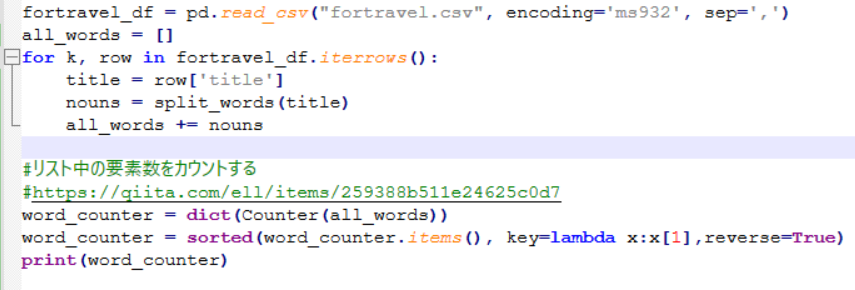 fortravel_df = pd.read_csv("fortravel.csv", encoding='ms932', sep=',')
all_words = []
for k, row in fortravel_df.iterrows():
    title = row['title']
    nouns = split_words(title)
    all_words += nouns
#リスト中の要素数をカウントする
#https://qiita.com/ell/items/259388b511e24625c0d7
word_counter = dict(Counter(all_words))
word_counter = sorted(word_counter.items(), key=lambda x:x[1],reverse=True)
print(word_counter)